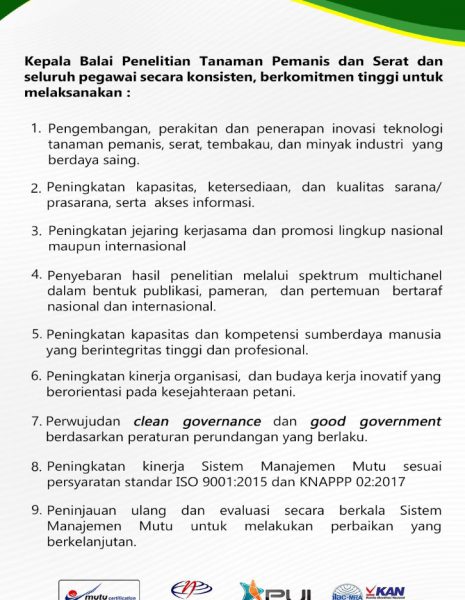 Kepala Balai Penelitian Tanaman Pemanis dan Serat dan
seluruh pegawai secara konsisten, berkomitmen tinggi untuk
melaksanakan :
1. Pengembangan, perakitan dan penerapan inovasi teknologi
tanaman pemanis, serat, tembakau, dan minyak industri yang
berdaya saing.
2. Peningkatan kapasitas, ketersediaan, dan kualitas sarana/
prasarana, serta akses informasi.
3. Peningkatan jejaring kerjasama dan promosi lingkup nasional
maupun internasional
4. Penyebaran hasil penelitian melalui spektrum multichanel
dalam bentuk publikasi, pameran, dan pertemuan bertaraf
nasional dan internasional.
5. Peningkatan kapasitas dan kompetensi sumberdaya manusia
yang berintegritas tinggi dan profesional.
6. Peningkatan kinerja organisasi, dan budaya kerja inovatif yang
berorientasi pada kesejahteraan petani.
7. Perwujudan clean governance dan good government
berdasarkan peraturan perundangan yang berlaku.
8. Peningkatan kinerja Sistem Manajemen Mutu sesuai
persyaratan standar ISO 9001:2015 dan KNAPPP 02:2017
9. Peninjauan ulang dan evaluasi secara berkala Sistem
Manajemen Mutu untuk melakukan perbaikan yang
berkelanjutan.
mutu certification
PUI
ilac-MRA
KAN